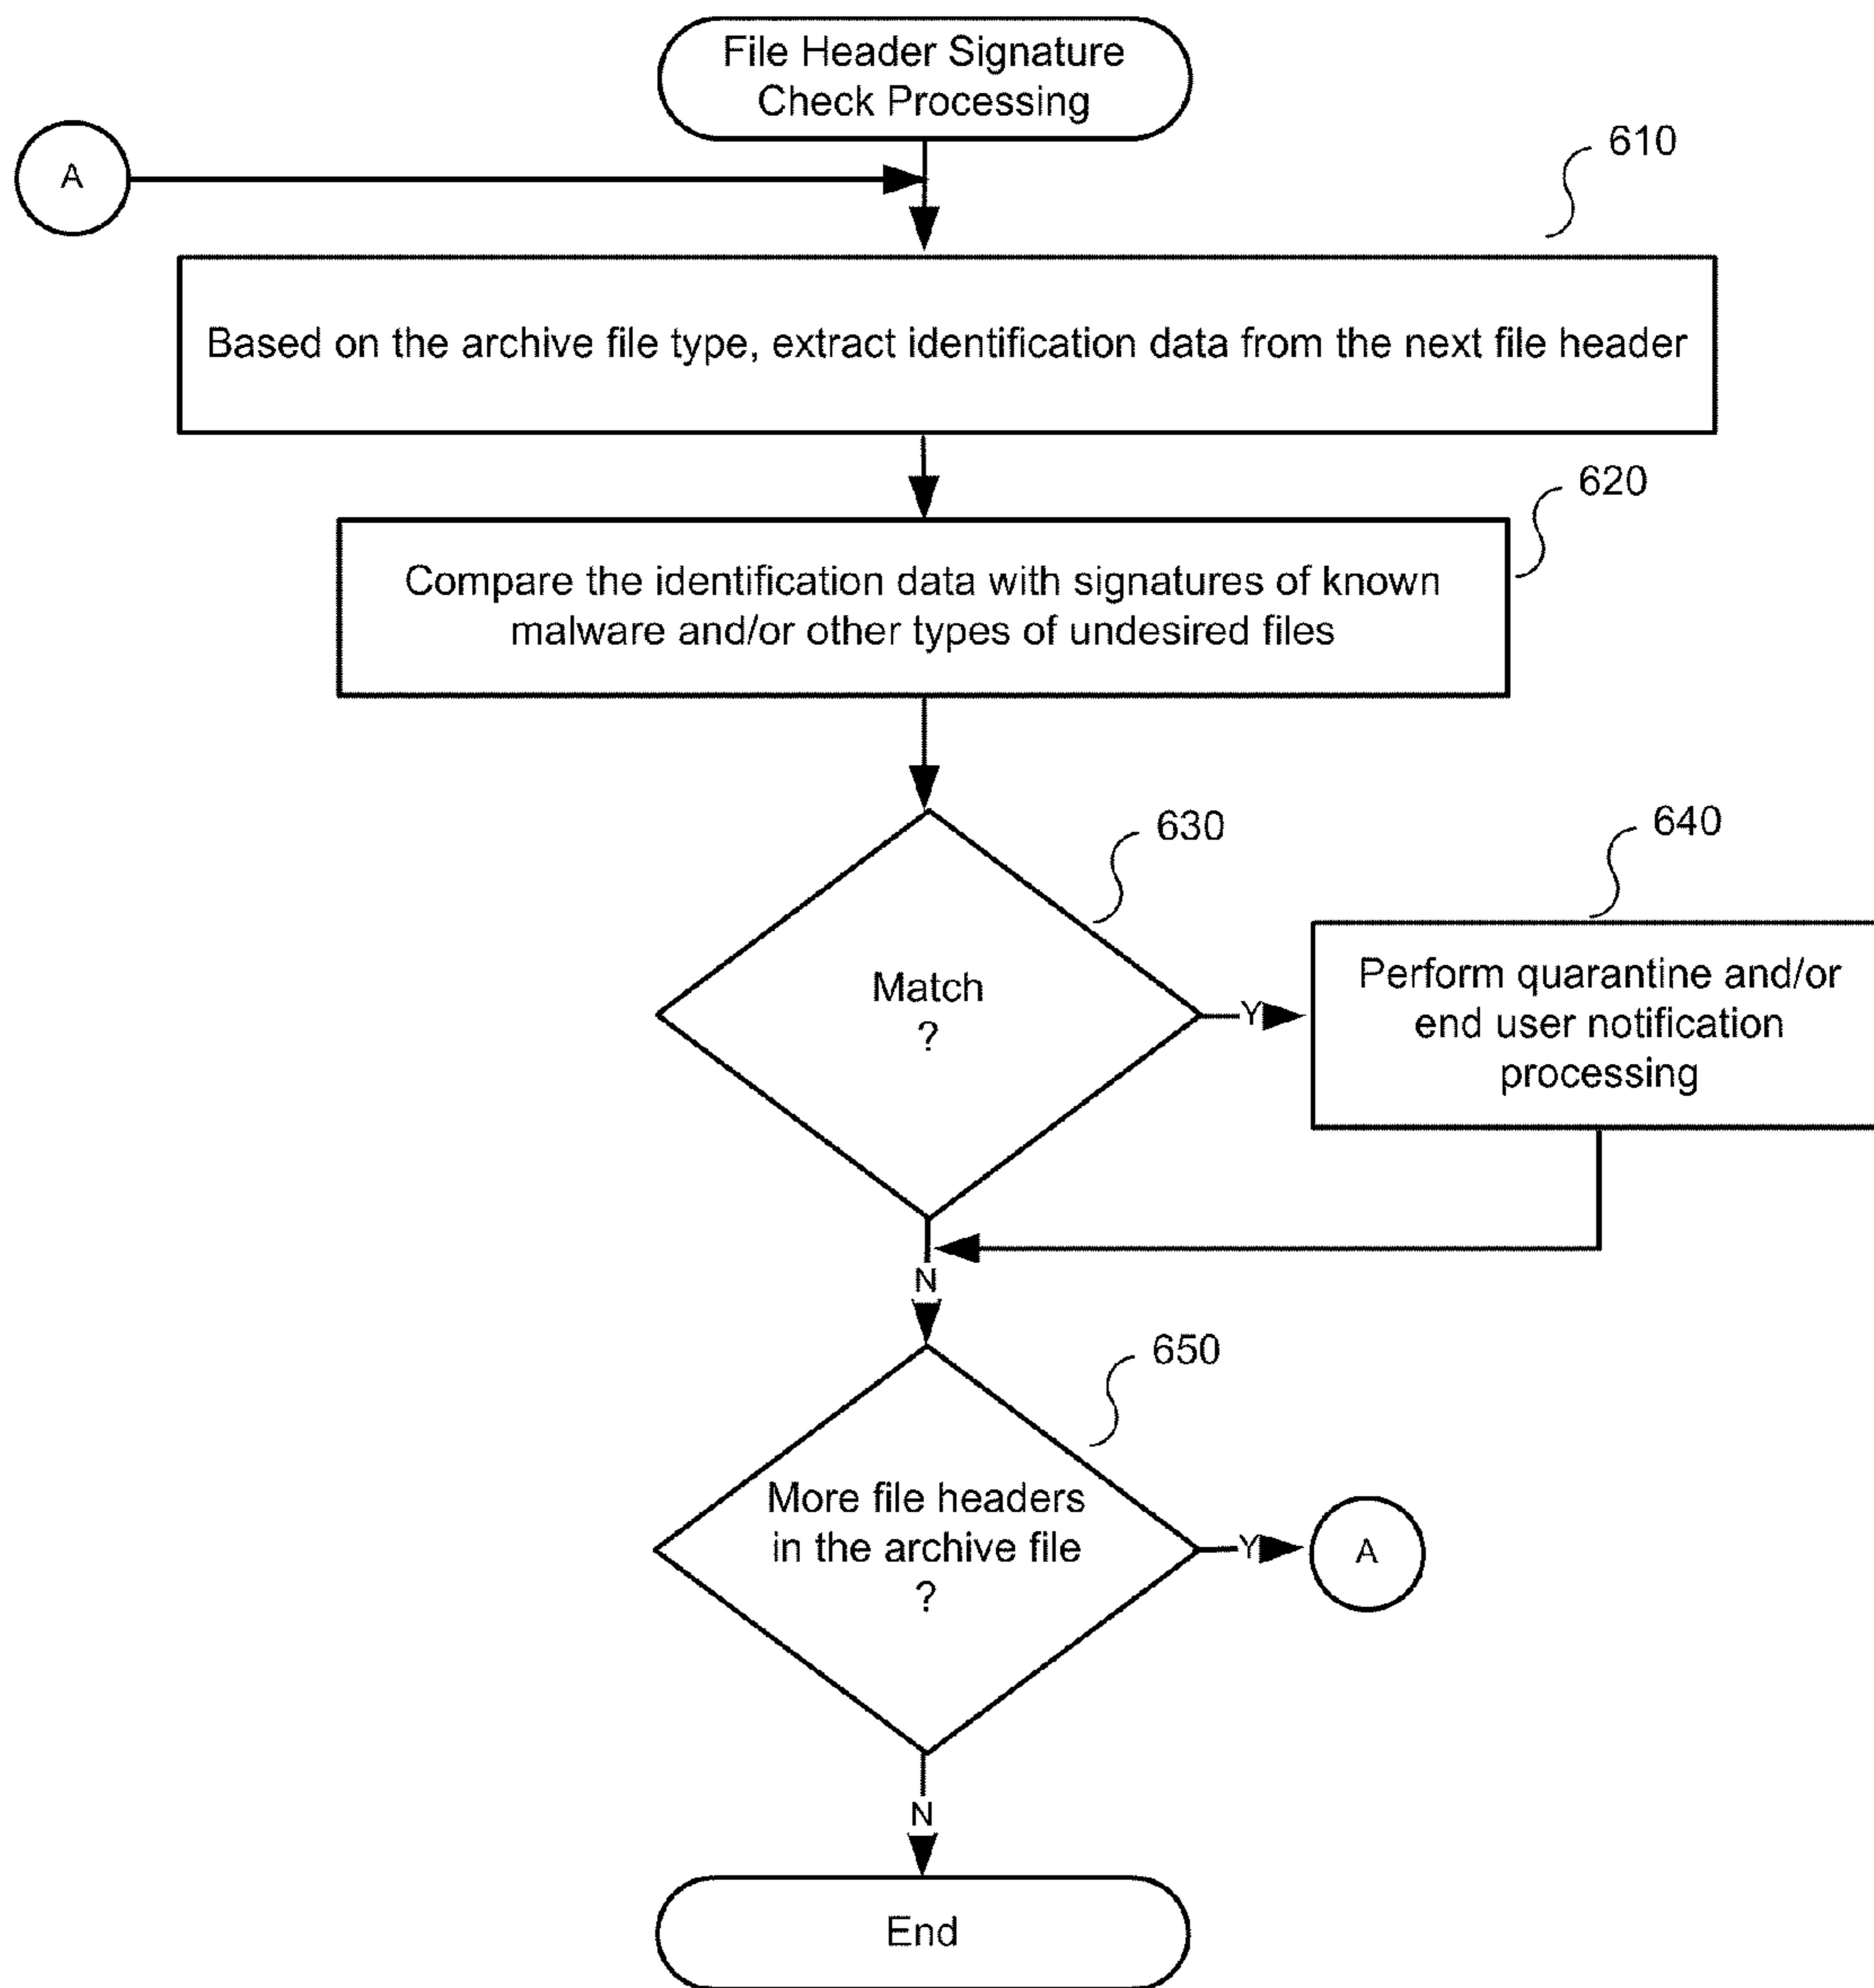 File Header Signature
Check Processing
A
610
Based on the archive file type, extract identification data from the next file header
620
Compare the identification data with signatures of known
malware and/or other types of undesired files
630
Match
?
Y
640
Perform quarantine and/or
end user notification
processing
N
650
More file headers
in the archive file
?
Y
A
N
End